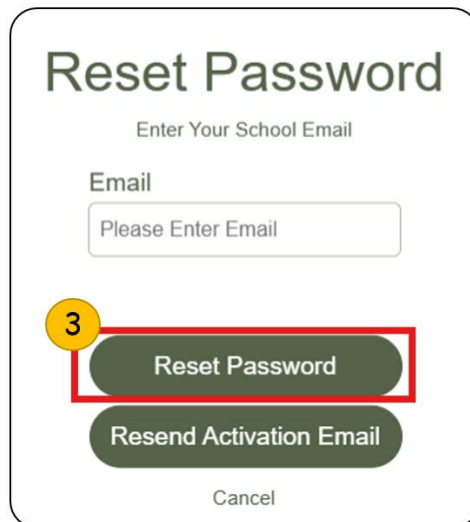 Reset Password
Enter Your School Email
Email
Please Enter Email
3
Reset Password
Resend Activation Email
Cancel